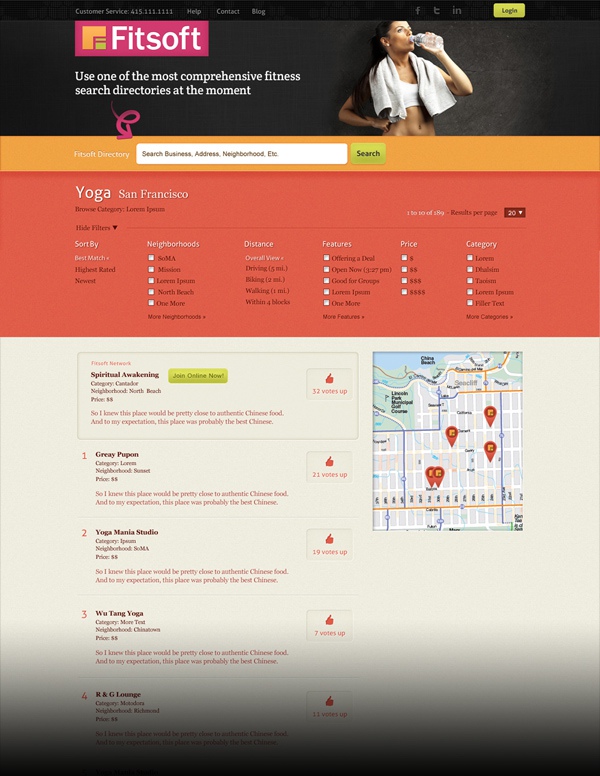 Customer Service: 415.111.1111 Help Contact Blog
Login
Fitsoft
Use one of the most comprehensive fitness
search directories at the moment
Fitsoft Directory
Search Business, Address, Neighborhood, Etc.
Search
Yoga San Francisco
Browse Category: Lorem Ipsum
1 to 10 of 189 - Results per page 20
Hide Filters
Sort By
Best Match »
Highest Rated
Newest
Neighborhoods
SoMA
Mission
Lorem Ipsum
North Beach
One More
More Neighborhoods »
Distance
Overall View »
Driving (5 mi.)
Biking (2 mi.)
Walking (1 mi.)
Within 4 blocks
Features
Offering a Deal
Open Now (3:27 pm)
Good for Groups
Lorem Ipsum
One More
More Features »
Price
$
$$
$$$
$$$$
Category
Lorem
Dhalsim
Taoism
Lorem Ipsum
Filler Text
More Categories »
Fitsoft Network
Spiritual Awakening
Join Online Now!
Category: Cantador
Neighborhood: North Beach
Price: $$
So I knew this place would be pretty close to authentic Chinese food.
And to my expectation, this place was probably the best Chinese.
32 votes up
1 Greay Pupon
Category: Lorem
Neighborhood: Sunset
Price: $$
So I knew this place would be pretty close to authentic Chinese food.
And to my expectation, this place was probably the best Chinese.
21 votes up
2 Yoga Mania Studio
Category: Ipsum
Neighborhood: SoMA
Price: $$
So I knew this place would be pretty close to authentic Chinese food.
And to my expectation, this place was probably the best Chinese.
19 votes up
3 Wu Tang Yoga
Category: More Text
Neighborhood: Chinatown
Price: $$
So I knew this place would be pretty close to authentic Chinese food.
And to my expectation, this place was probably the best Chinese.
7 votes up
4 R & G Lounge
Category: Motodora
Neighborhood: Richmond
Price: $$
So I knew this place would be pretty close to authentic Chinese food.
And to my expectation, this place was probably the best Chinese.
11 votes up
China
Beach
Seacliff
Lincoln
Park
Municipal
Golf
Course